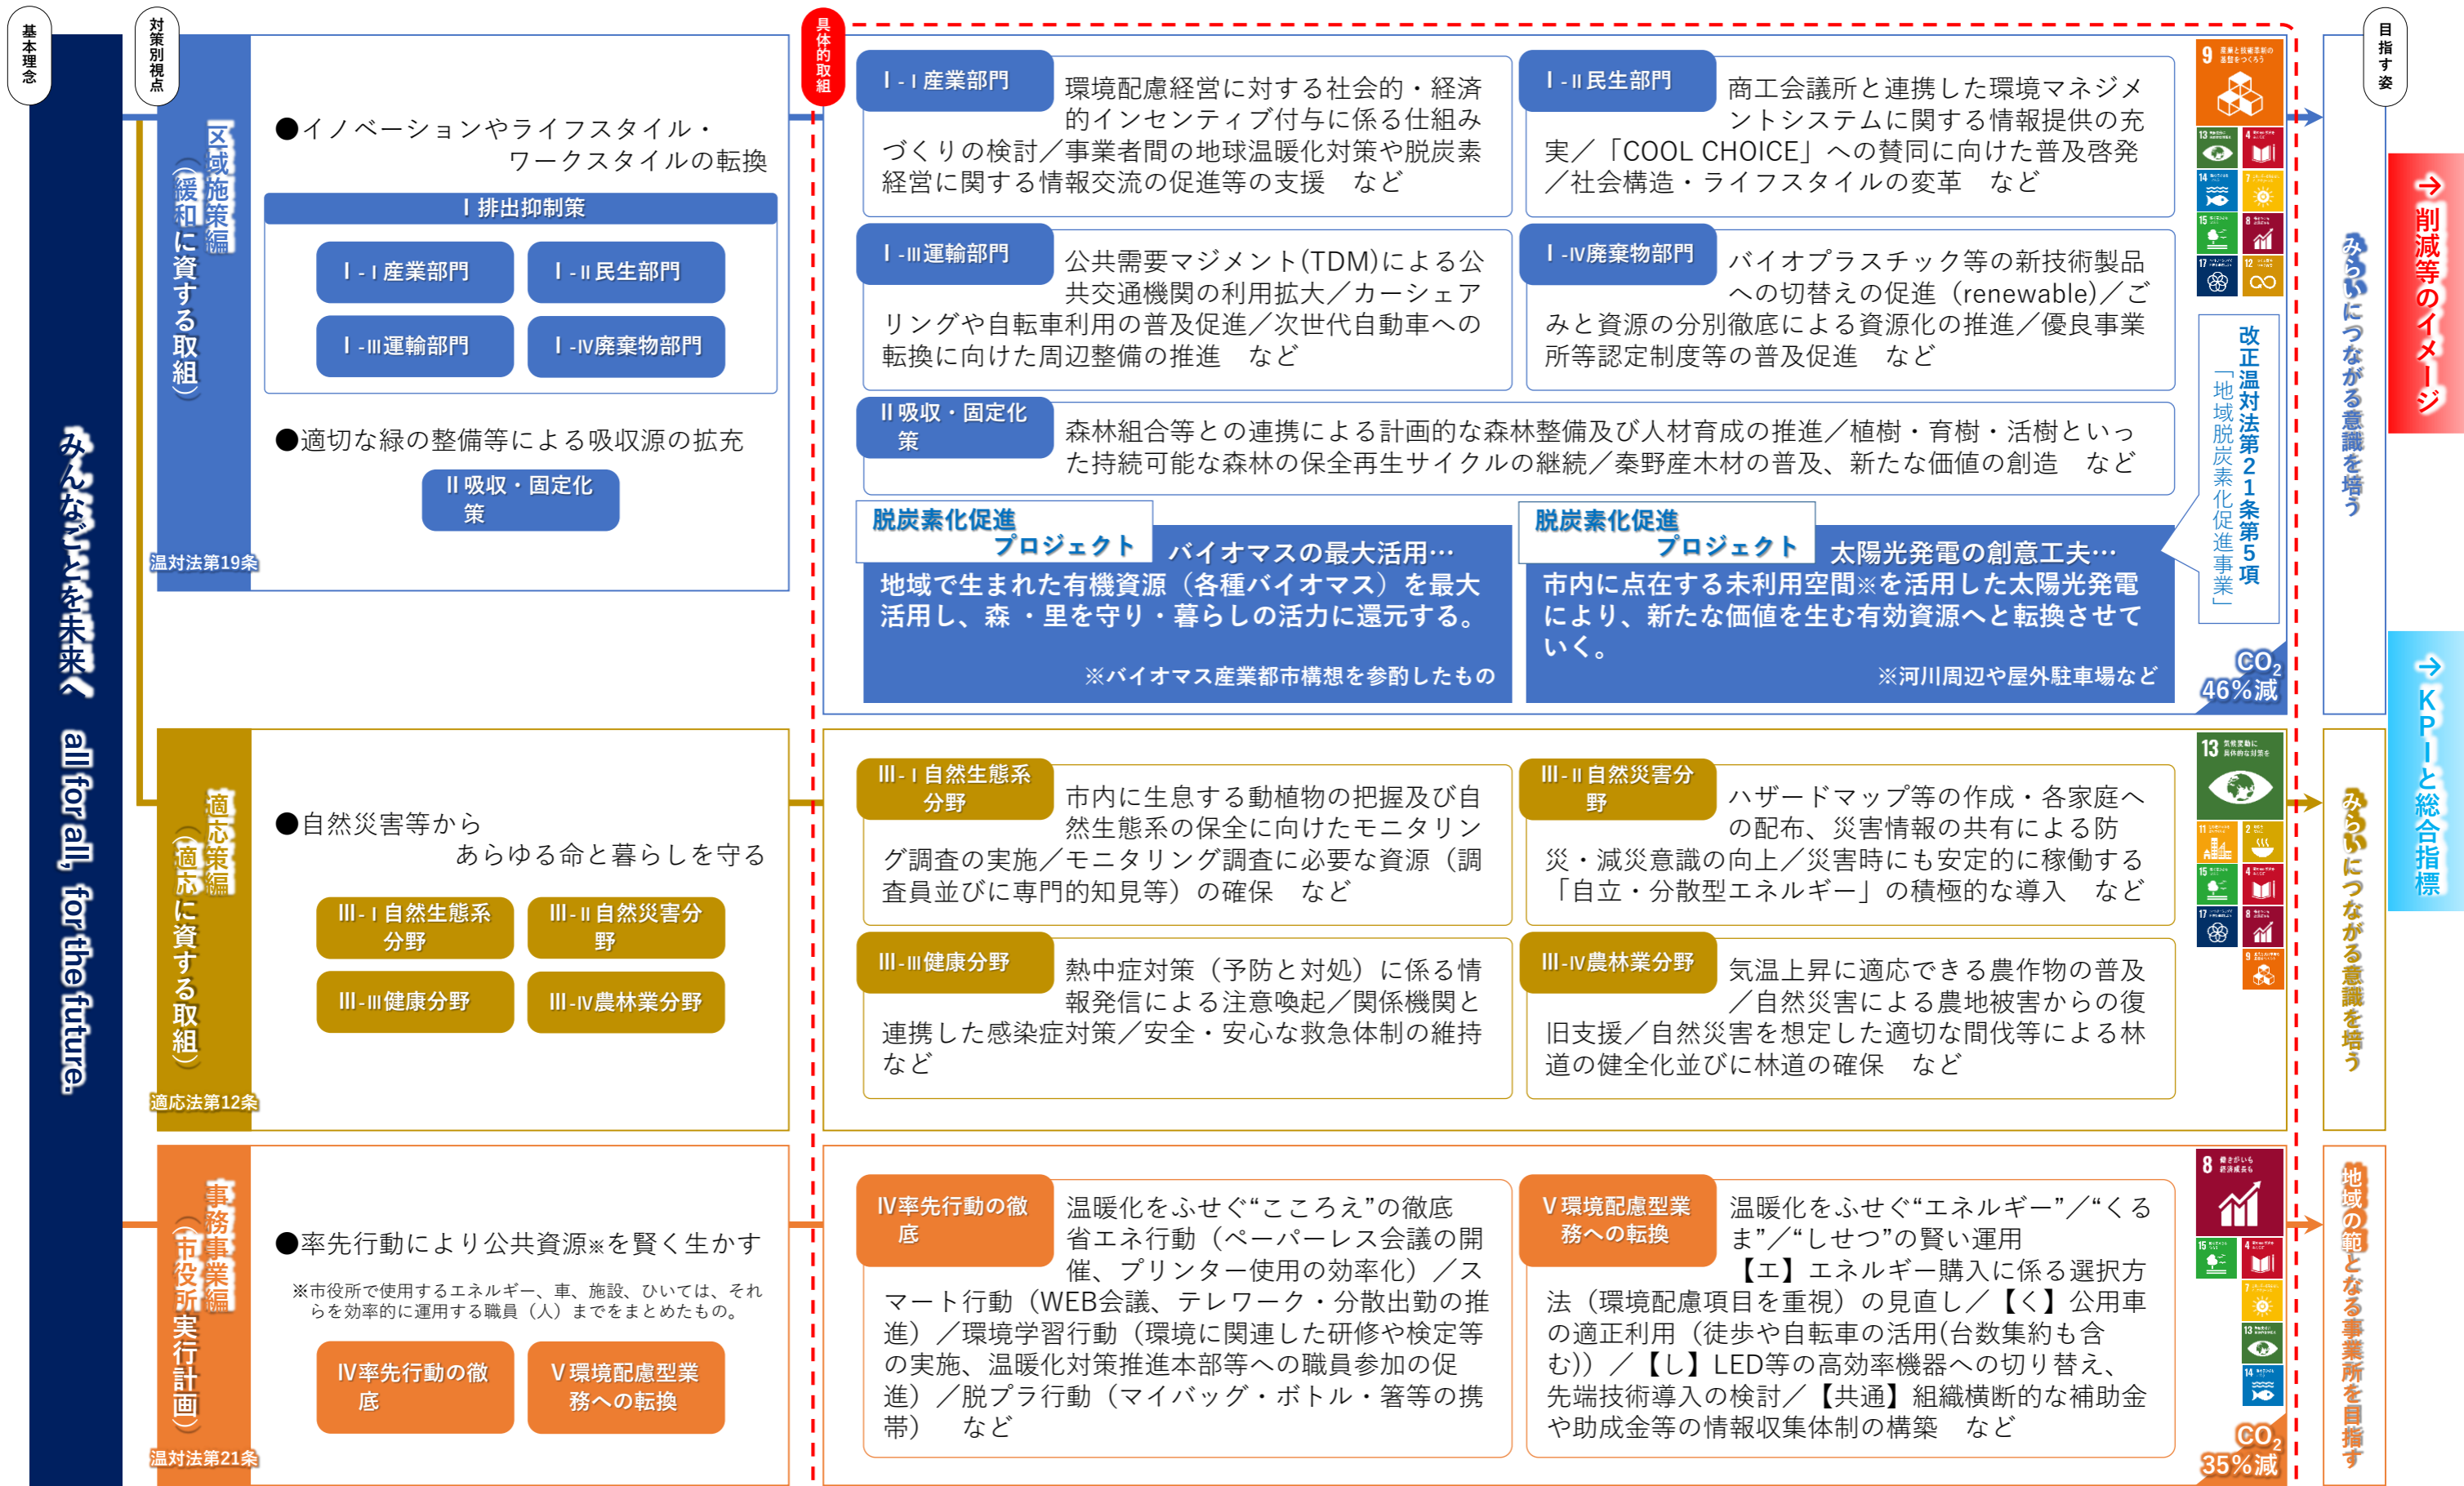 基本理念
対策別視点
具体的取組
目指す姿
みんなごとを未来へ all for all, for the future.
区域施策編
（緩和に資する取組）
温対法第19条
●イノベーションやライフスタイル・
ワークスタイルの転換
Ⅰ排出抑制策
Ⅰ-Ⅰ産業部門
Ⅰ-Ⅱ民生部門
Ⅰ-Ⅲ運輸部門
Ⅰ-Ⅳ廃棄物部門
●適切な緑の整備等による吸収源の拡充
Ⅱ吸収・固定化
策
Ⅰ-Ⅰ産業部門
環境配慮経営に対する社会的・経済
的インセンティブ付与に係る仕組み
づくりの検討／事業者間の地球温暖化対策や脱炭素
経営に関する情報交流の促進等の支援　など
Ⅰ-Ⅱ民生部門
商工会議所と連携した環境マネジメ
ントシステムに関する情報提供の充
実／「COOL CHOICE」への賛同に向けた普及啓発
／社会構造・ライフスタイルの変革　など
Ⅰ-Ⅲ運輸部門
公共需要マジメント(TDM)による公
共交通機関の利用拡大／カーシェア
リングや自転車利用の普及促進／次世代自動車への
転換に向けた周辺整備の推進　など
Ⅰ-Ⅳ廃棄物部門
バイオプラスチック等の新技術製品
への切替えの促進（renewable)／ご
みと資源の分別徹底による資源化の推進／優良事業
所等認定制度等の普及促進　など
Ⅱ吸収・固定化
策
森林組合等との連携による計画的な森林整備及び人材育成の推進／植樹・育樹・活樹といっ
た持続可能な森林の保全再生サイクルの継続／秦野産木材の普及、新たな価値の創造　など
脱炭素化促進
プロジェクト
バイオマスの最大活用…
地域で生まれた有機資源（各種バイオマス）を最大
活用し、森 ・里を守り・暮らしの活力に還元する。
※バイオマス産業都市構想を参酌したもの
脱炭素化促進
プロジェクト
太陽光発電の創意工夫…
市内に点在する未利用空間※を活用した太陽光発電
により、新たな価値を生む有効資源へと転換させて
いく。
※河川周辺や屋外駐車場など
9 産業と技術革新の
基盤をつくろう
13
4
14
7
15
8
17
12
改正温対法第21条第5項
「地域脱炭素化促進事業」
CO2
46%減
みらいにつながる意識を培う
→削減等のイメージ
→KPIと総合指標
適応策編
（適応に資する取組）
適応法第12条
●自然災害等から
あらゆる命と暮らしを守る
Ⅲ-Ⅰ自然生態系
分野
Ⅲ-Ⅱ自然災害分
野
Ⅲ-Ⅲ健康分野
Ⅲ-Ⅳ農林業分野
Ⅲ-Ⅰ自然生態系
分野
市内に生息する動植物の把握及び自
然生態系の保全に向けたモニタリン
グ調査の実施／モニタリング調査に必要な資源（調
査員並びに専門的知見等）の確保　など
Ⅲ-Ⅱ自然災害分
野
ハザードマップ等の作成・各家庭へ
の配布、災害情報の共有による防
災・減災意識の向上／災害時にも安定的に稼働する
「自立・分散型エネルギー」の積極的な導入　など
Ⅲ-Ⅲ健康分野
熱中症対策（予防と対処）に係る情
報発信による注意喚起／関係機関と
連携した感染症対策／安全・安心な救急体制の維持
など
Ⅲ-Ⅳ農林業分野
気温上昇に適応できる農作物の普及
／自然災害による農地被害からの復
旧支援／自然災害を想定した適切な間伐等による林
道の健全化並びに林道の確保　など
13 気候変動に
具体的な対策を
11
2
15
4
17
8
9
みらいにつながる意識を培う
事務事業編
（市役所実行計画）
温対法第21条
●率先行動により公共資源※を賢く生かす
※市役所で使用するエネルギー、車、施設、ひいては、それ
らを効率的に運用する職員（人）までをまとめたもの。
Ⅳ率先行動の徹
底
Ⅴ環境配慮型業
務への転換
Ⅳ率先行動の徹
底
温暖化をふせぐ“こころえ”の徹底
省エネ行動（ペーパーレス会議の開
催、プリンター使用の効率化）／ス
マート行動（WEB会議、テレワーク・分散出勤の推
進）／環境学習行動（環境に関連した研修や検定等
の実施、温暖化対策推進本部等への職員参加の促
進）／脱プラ行動（マイバッグ・ボトル・箸等の携
帯）　など
Ⅴ環境配慮型業
務への転換
温暖化をふせぐ“エネルギー”／“くる
ま”／“しせつ”の賢い運用
【エ】エネルギー購入に係る選択方
法（環境配慮項目を重視）の見直し／【く】公用車
の適正利用（徒歩や自転車の活用(台数集約も含
む)）／【し】LED等の高効率機器への切り替え、
先端技術導入の検討／【共通】組織横断的な補助金
や助成金等の情報収集体制の構築　など
8 働きがいも
経済成長も
15
4
7
13
14
CO2
35%減
地域の範となる事業所を目指す